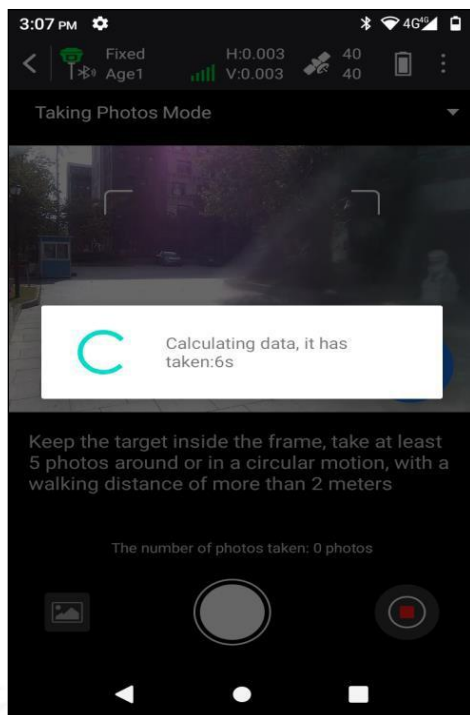 3:07 PM 4G 4G
Fixed H:0.003 40
Age1 V:0.003 40
Taking Photos Mode
Calculating data, it has
taken:6s
Keep the target inside the frame, take at least
5 photos around or in a circular motion, with a
walking distance of more than 2 meters
The number of photos taken: 0 photos